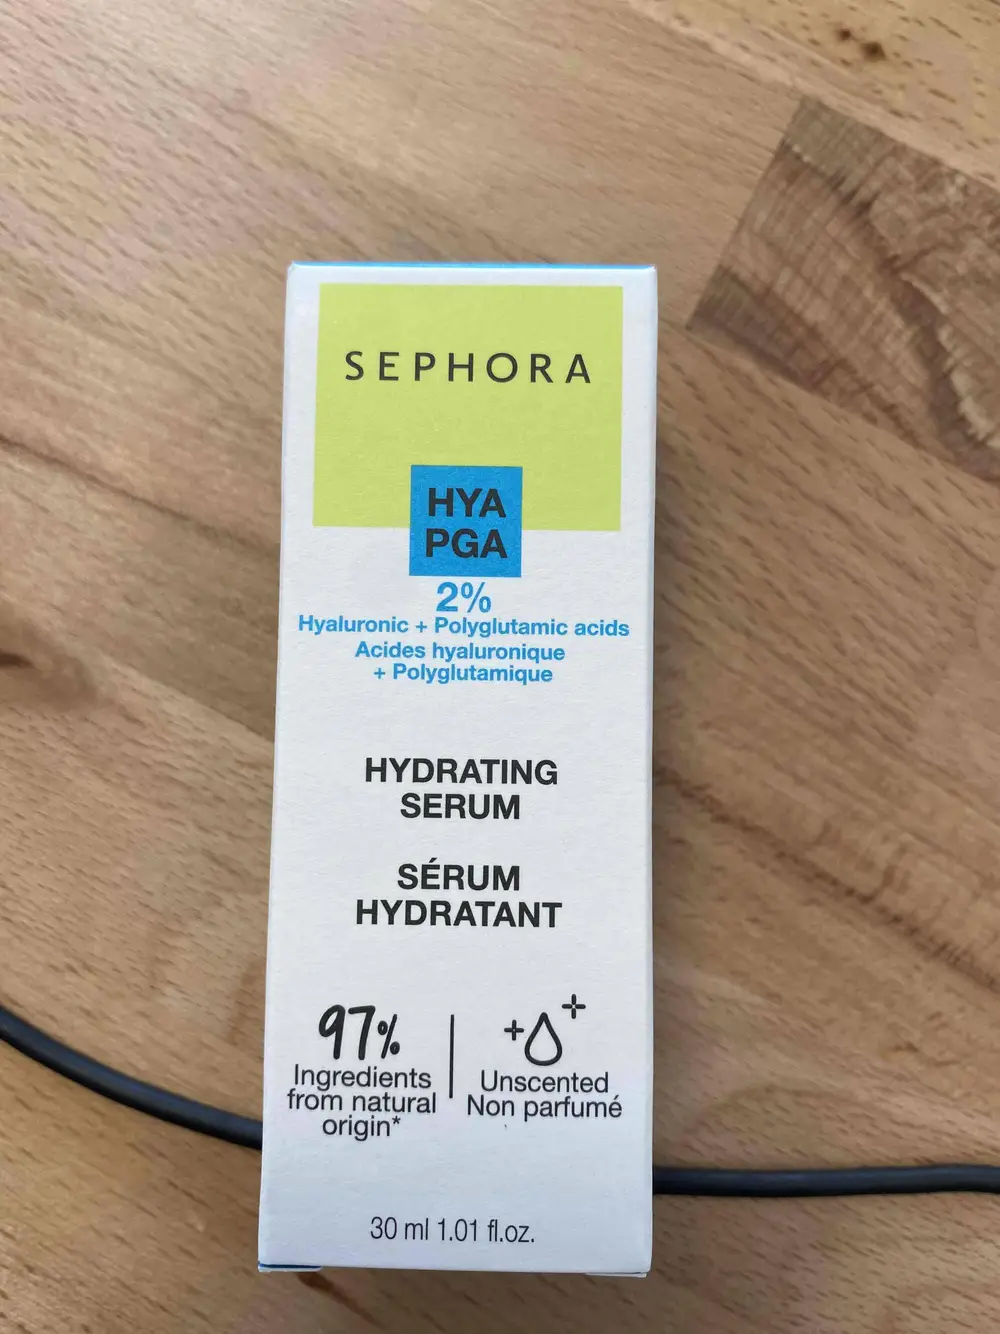 SEPHORA
HYA
PGA
2%
Hyaluronic + Polyglutamic acids
Acides hyaluronique
+ Polyglutamique
HYDRATING
SERUM
SÉRUM
HYDRATANT
97%
Ingredients
from natural
origin*
Unscented
Non parfumé
30 ml 1.01 fl.oz.